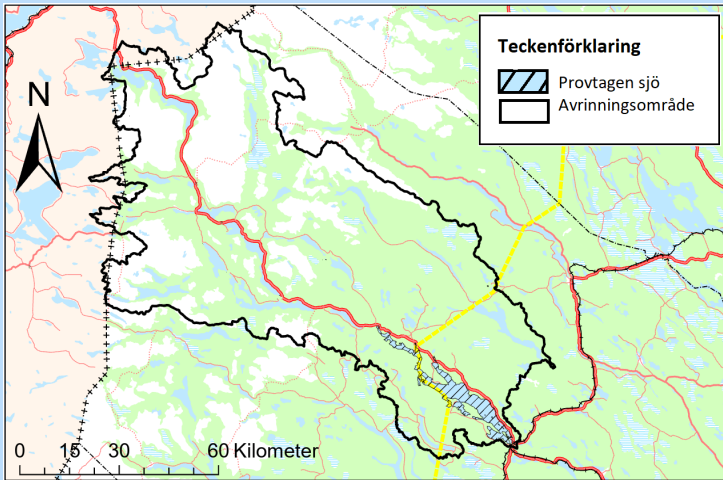 Teckenförklaring
Provtagen sjö
Avrinningsområde
N
0 15 30 60 Kilometer